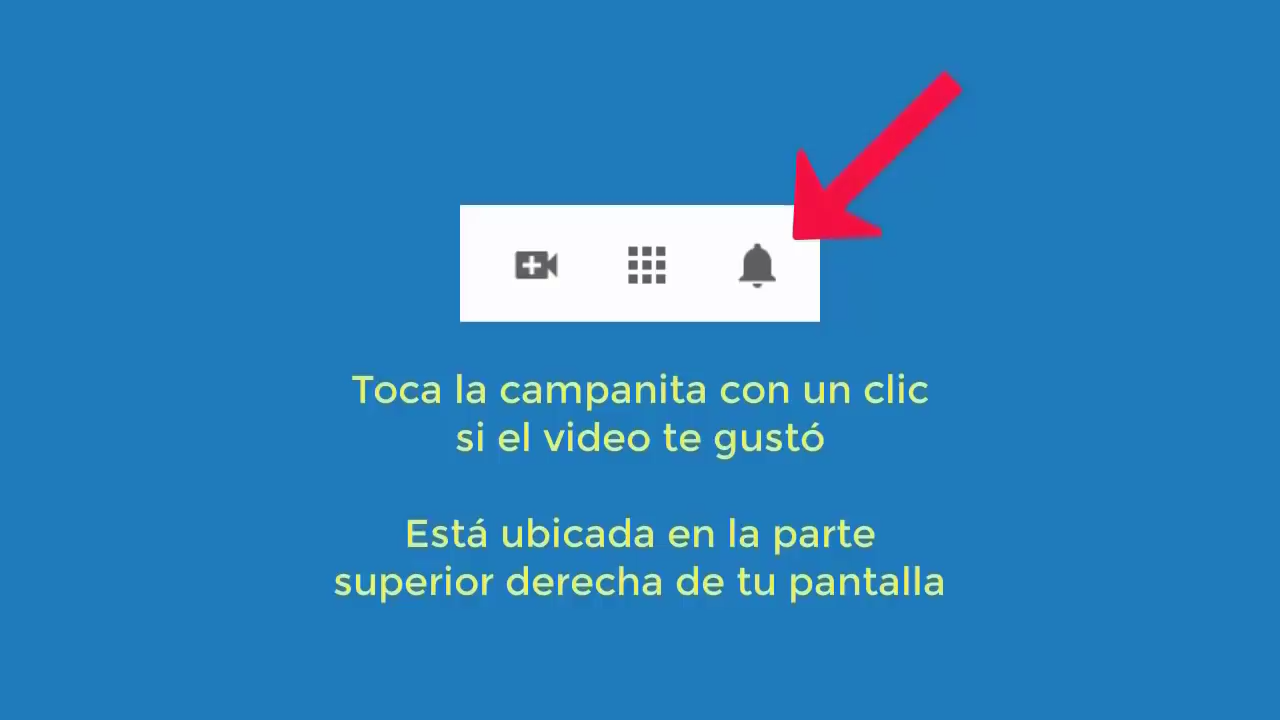 Toca la campanita con un clic
si el video te gustó
Está ubicada en la parte
superior derecha de tu pantalla